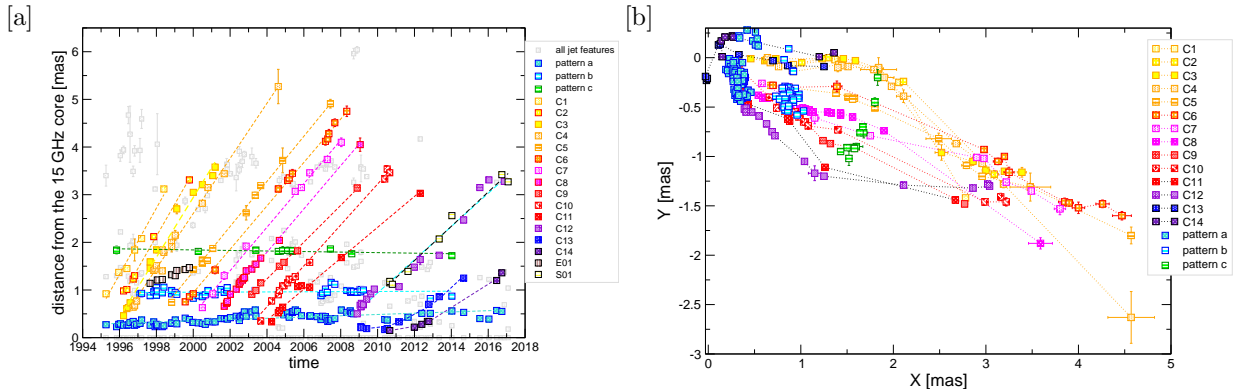 [a]
distance from the 15 GHz core [mas]
6
5
4
3
2
1
0
1994 1996 1998 2000 2002 2004 2006 2008 2010 2012 2014 2016 2018
time
all jet features
pattern a
pattern b
pattern c
C1
C2
C3
C4
C5
C6
C7
C8
C9
C10
C11
C12
C13
C14
E01
S01
[b]
Y [mas]
0
-0.5
-1
-1.5
-2
-2.5
-3
0 1 2 3 4 5
X [mas]
C1
C2
C3
C4
C5
C6
C7
C8
C9
C10
C11
C12
C13
C14
pattern a
pattern b
pattern c